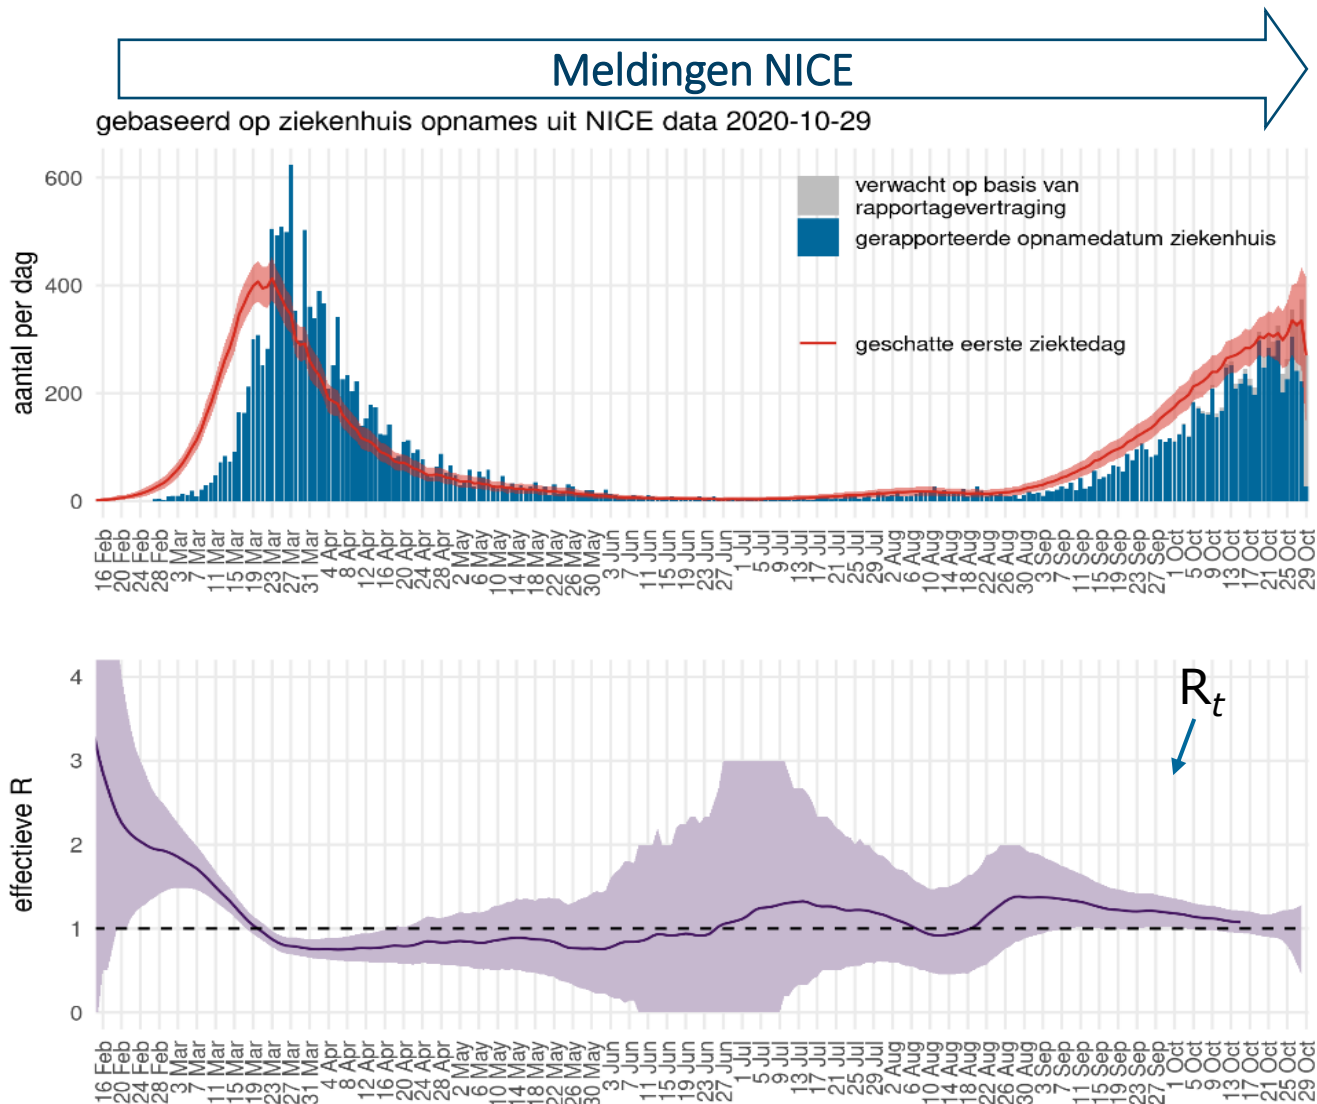 Meldingen NICE
gebaseerd op ziekenhuis opnames uit NICE data 2020-10-29
verwacht op basis van
rapportagevertraging
gerapporteerde opnamedatum ziekenhuis
geschatte eerste ziektedag
aantal per dag
600
400
200
0
16 Feb
20 Feb
24 Feb
28 Feb
3 Mar
7 Mar
11 Mar
15 Mar
19 Mar
23 Mar
27 Mar
31 Mar
4 Apr
8 Apr
12 Apr
16 Apr
20 Apr
24 Apr
28 Apr
2 May
6 May
10 May
14 May
18 May
22 May
26 May
30 May
3 Jun
7 Jun
11 Jun
15 Jun
19 Jun
23 Jun
27 Jun
1 Jul
5 Jul
9 Jul
13 Jul
17 Jul
21 Jul
25 Jul
29 Jul
2 Aug
6 Aug
10 Aug
14 Aug
18 Aug
22 Aug
26 Aug
30 Aug
3 Sep
7 Sep
11 Sep
15 Sep
19 Sep
23 Sep
27 Sep
1 Oct
5 Oct
9 Oct
13 Oct
17 Oct
21 Oct
25 Oct
29 Oct
Rt
effectieve R
4
3
2
1
0
16 Feb
20 Feb
24 Feb
28 Feb
3 Mar
7 Mar
11 Mar
15 Mar
19 Mar
23 Mar
27 Mar
31 Mar
4 Apr
8 Apr
12 Apr
16 Apr
20 Apr
24 Apr
28 Apr
2 May
6 May
10 May
14 May
18 May
22 May
26 May
30 May
3 Jun
7 Jun
11 Jun
15 Jun
19 Jun
23 Jun
27 Jun
1 Jul
5 Jul
9 Jul
13 Jul
17 Jul
21 Jul
25 Jul
29 Jul
2 Aug
6 Aug
10 Aug
14 Aug
18 Aug
22 Aug
26 Aug
30 Aug
3 Sep
7 Sep
11 Sep
15 Sep
19 Sep
23 Sep
27 Sep
1 Oct
5 Oct
9 Oct
13 Oct
17 Oct
21 Oct
25 Oct
29 Oct